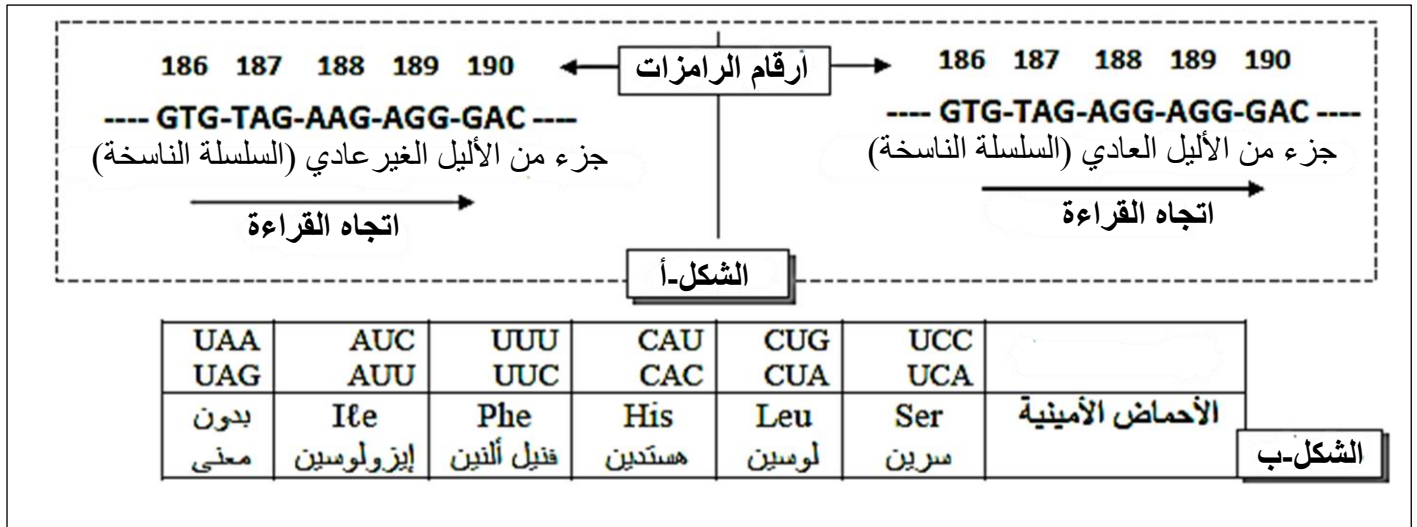 186 187 188 189 190
أرقام الرامزات
186 187 188 189 190
---- GTG-TAG-AAG-AGG-GAC ----
---- GTG-TAG-AGG-AGG-GAC ----
جزء من الأليل الغير عادي (السلسلة الناسخة)
جزء من الأليل العادي (السلسلة الناسخة)
اتجاه القراءة
اتجاه القراءة
الشكل-أ
UAA AUC UUU CAU CUG UCC
UAG AUU UUC CAC CUA UCA
بدون Iℓe Phe His Leu Ser الأحماض الأمينية
معنى إيزولوسين فنيل ألنين هستدين لوسين سرين
الشكل-ب